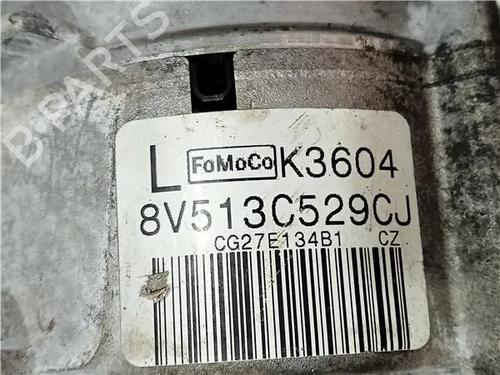 B-PARTS
L FoMoCo K3604
8V513C529CJ
CG27E134B1 CZ